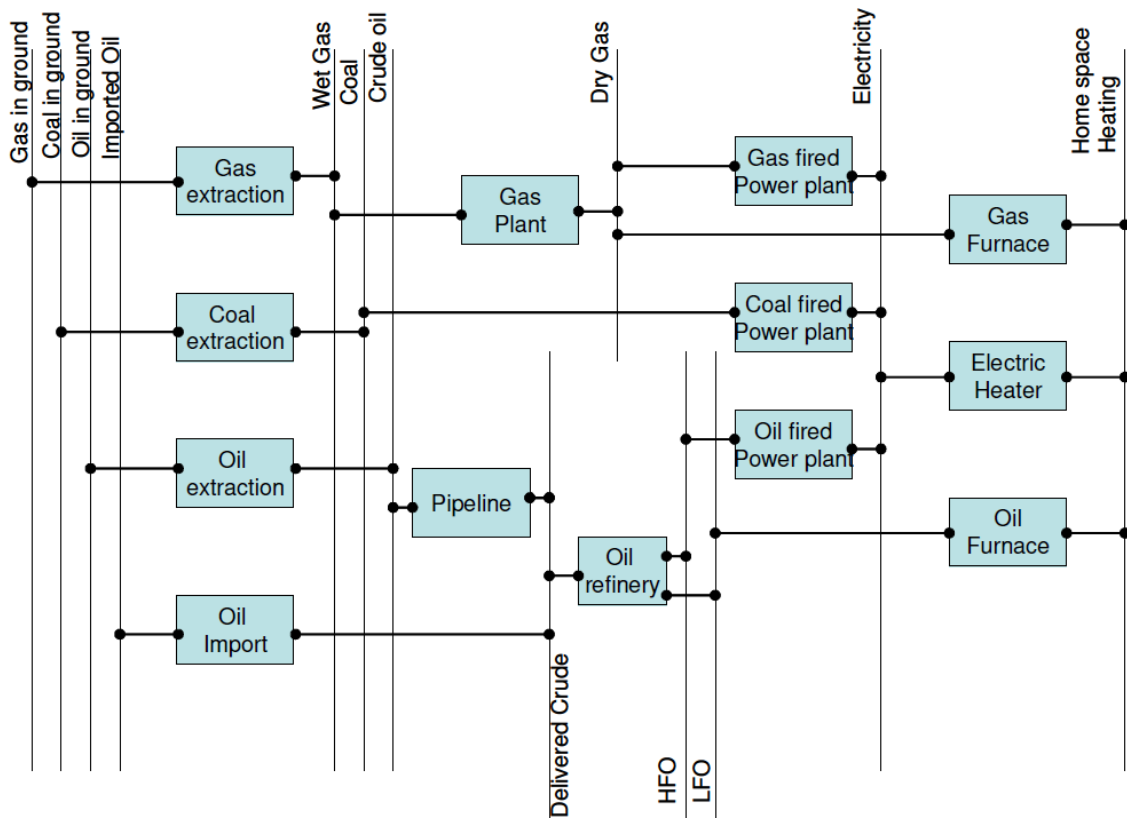 Gas in ground
Coal in ground
Oil in ground
Imported Oil
Wet Gas
Coal
Crude oil
Dry Gas
Electricity
Home space
Heating
Gas
extraction
Gas
Plant
Gas fired
Power plant
Gas
Furnace
Coal
extraction
Coal fired
Power plant
Electric
Heater
Oil
extraction
Pipeline
Oil fired
Power plant
Oil
Furnace
Oil
refinery
Oil
Import
Delivered Crude
HFO
LFO